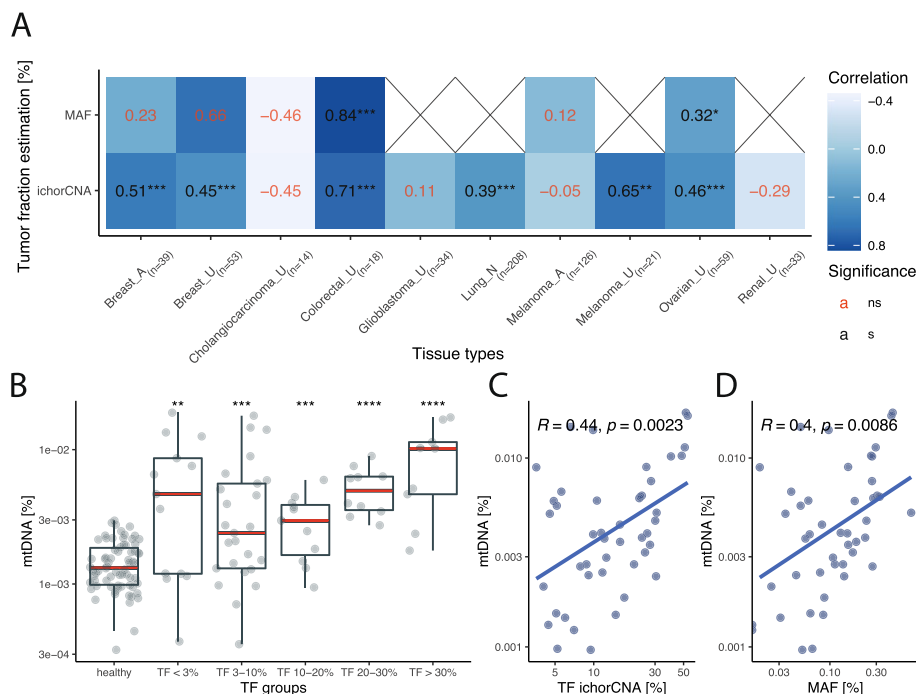 A
Tumor fraction estimation [%]
MAF
0.23
0.66
−0.46
0.84***
0.12
0.32*
ichorCNA
0.51***
0.45***
−0.45
0.71***
0.11
0.39***
−0.05
0.65**
0.46***
−0.29
Breast_A(n=39)
Breast_U(n=53)
Cholangiocarcinoma_U(n=14)
Colorectal_U(n=18)
Glioblastoma_U(n=34)
Lung_N(n=208)
Melanoma_A(n=126)
Melanoma_U(n=21)
Ovarian_U(n=59)
Renal_U(n=33)
Tissue types
Correlation
−0.4
0.0
0.4
0.8
Significance
a ns
a s
B
mtDNA [%]
1e−02
3e−03
1e−03
3e−04
**
***
***
****
****
healthy
TF < 3%
TF 3−10%
TF 10−20%
TF 20−30%
TF > 30%
TF groups
C
R = 0.44, p = 0.0023
mtDNA [%]
0.010
0.003
0.001
5
10
30
50
TF ichorCNA [%]
D
R = 0.4, p = 0.0086
mtDNA [%]
0.010
0.003
0.001
0.03
0.10
0.30
MAF [%]